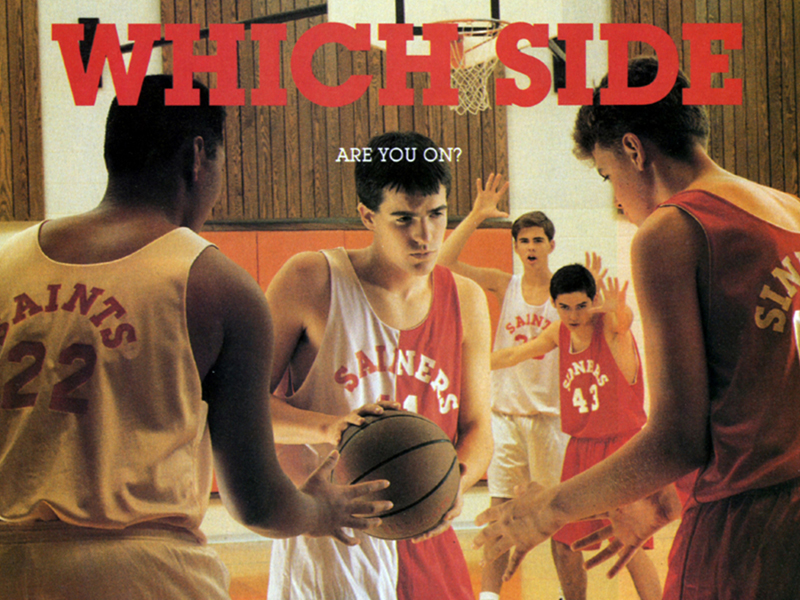 WHICH SIDE
ARE YOU ON?
SAINTS
22
SAINNERS
SAINTS
SINNERS
43